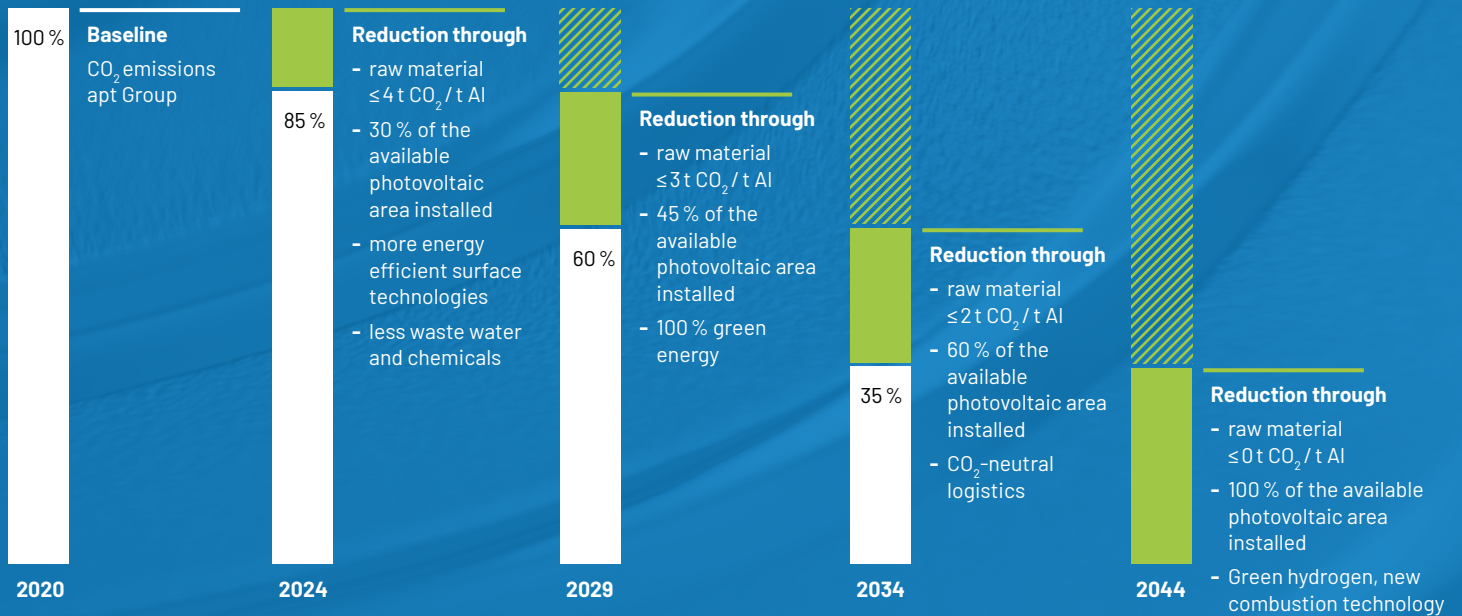 100 %
Baseline
CO₂ emissions
apt Group
2020
85 %
Reduction through
– raw material
≤ 4 t CO₂ / t Al
– 30 % of the
available
photovoltaic
area installed
– more energy
efficient surface
technologies
– less waste water
and chemicals
2024
60 %
Reduction through
– raw material
≤ 3 t CO₂ / t Al
– 45 % of the
available
photovoltaic area
installed
– 100 % green
energy
2029
35 %
Reduction through
– raw material
≤ 2 t CO₂ / t Al
– 60 % of the
available
photovoltaic area
installed
– CO₂-neutral
logistics
2034
Reduction through
– raw material
≤ 0 t CO₂ / t Al
– 100 % of the available
photovoltaic area
installed
– Green hydrogen, new
combustion technology
2044